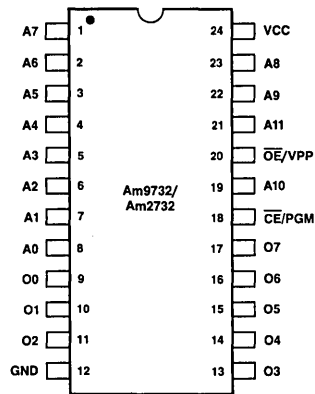 A7 1 24 VCC
A6 2 23 A8
A5 3 22 A9
A4 4 21 A11
A3 5 20 OE/VPP
A2 6 19 A10
Am9732/
Am2732
A1 7 18 CE/PGM
A0 8 17 O7
O0 9 16 O6
O1 10 15 O5
O2 11 14 O4
GND 12 13 O3